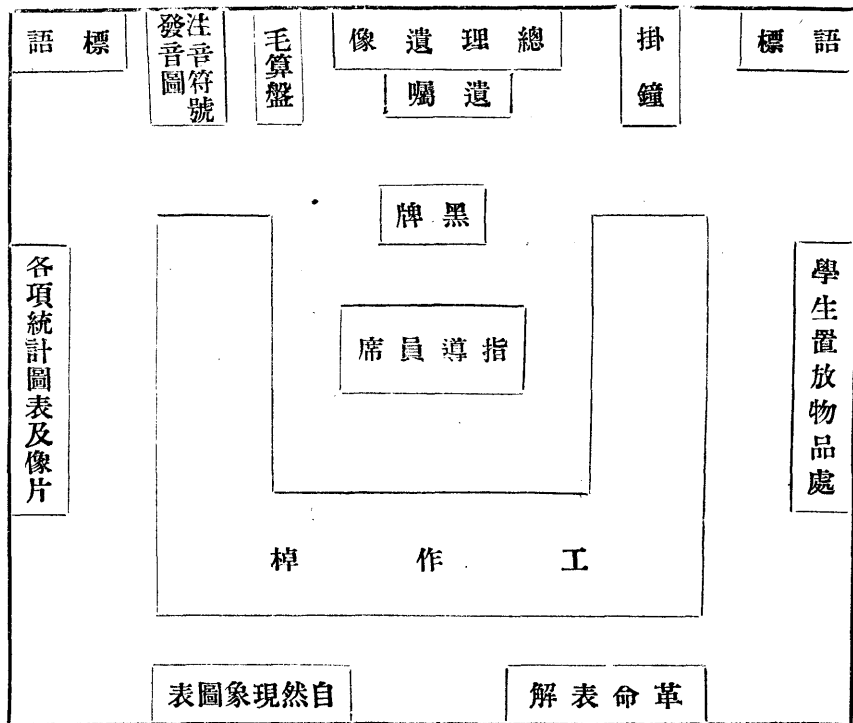 標語
掛鐘
總理遺像
遺囑
毛算盤
注音符號
發音圖
標語
黑牌
指導員席
學生置放物品處
各項統計圖表及像片
工作棹
革命表解
自然現象圖表